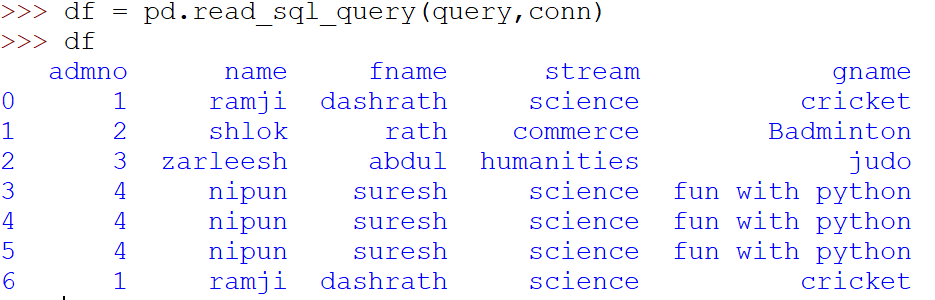 >>> df = pd.read_sql_query(query,conn)
>>> df
   admno      name     fname      stream            gname
0      1     ramji  dashrath     science          cricket
1      2     shlok      rath    commerce        Badminton
2      3  zarleesh     abdul  humanities             judo
3      4     nipun    suresh     science  fun with python
4      4     nipun    suresh     science  fun with python
5      4     nipun    suresh     science  fun with python
6      1     ramji  dashrath     science          cricket